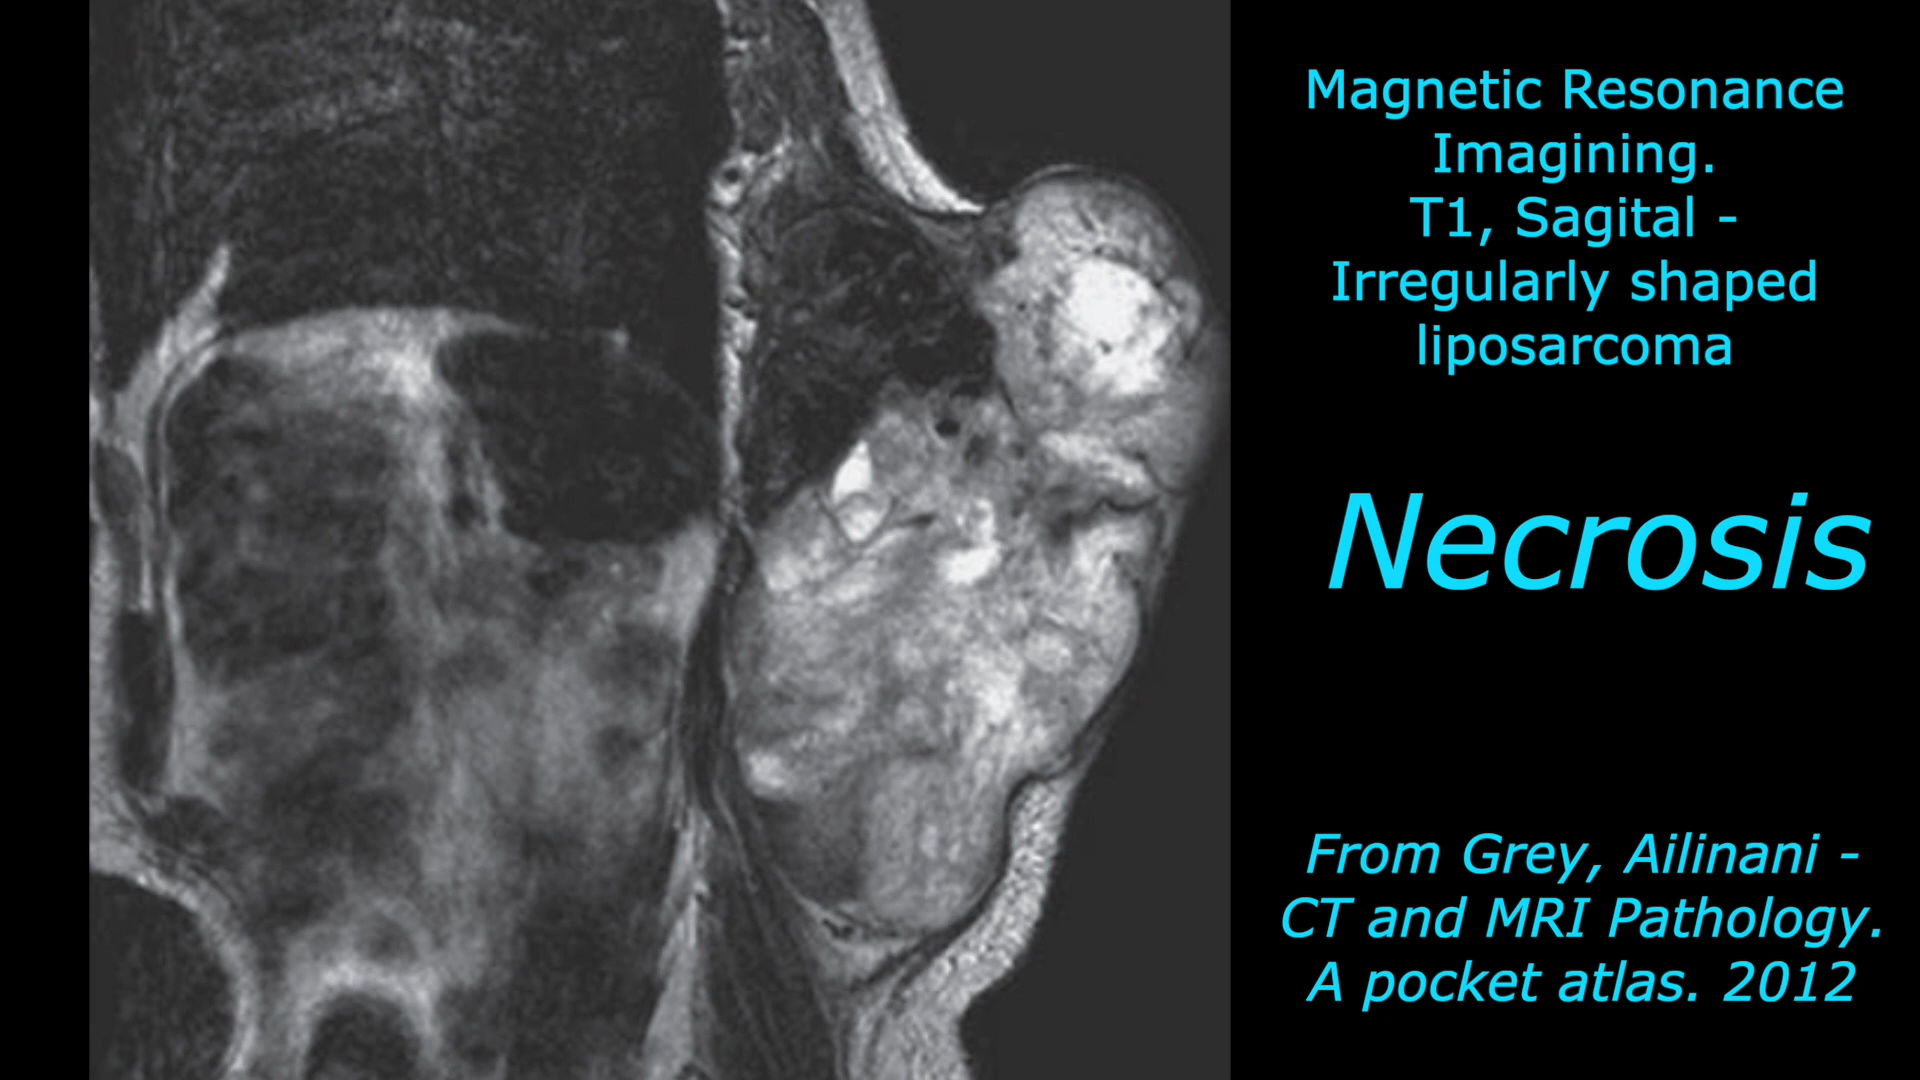 Magnetic Resonance
Imagining.
T1, Sagital -
Irregularly shaped
liposarcoma
Necrosis
From Grey, Ailinani -
CT and MRI Pathology.
A pocket atlas. 2012